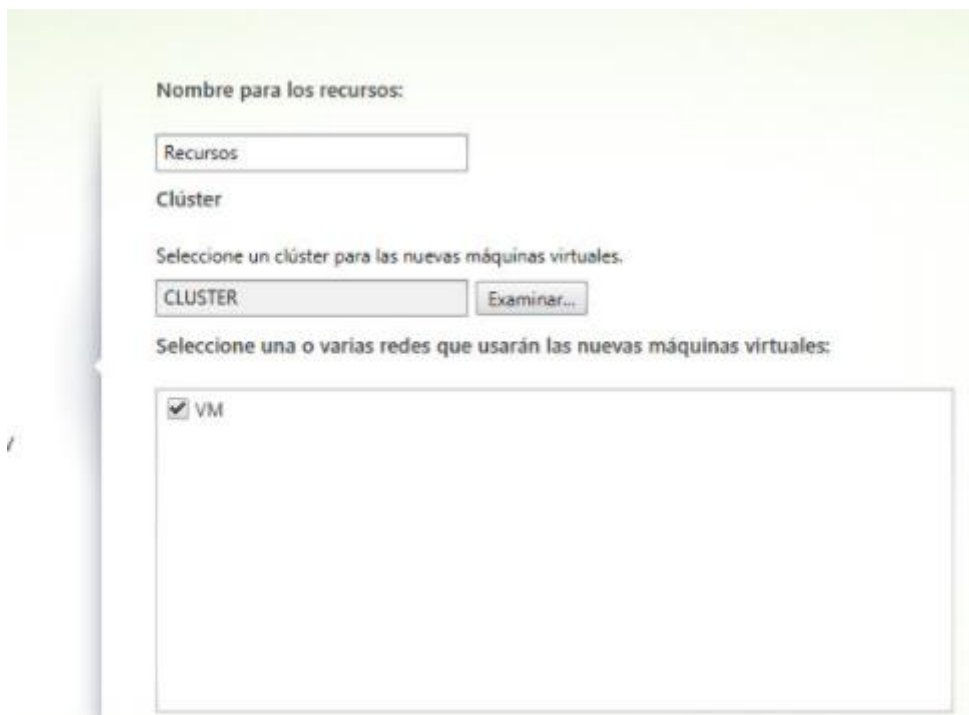 Nombre para los recursos:
Recursos
Clúster
Seleccione un clúster para las nuevas máquinas virtuales.
CLUSTER
Examinar...
Seleccione una o varias redes que usarán las nuevas máquinas virtuales:
VM
y